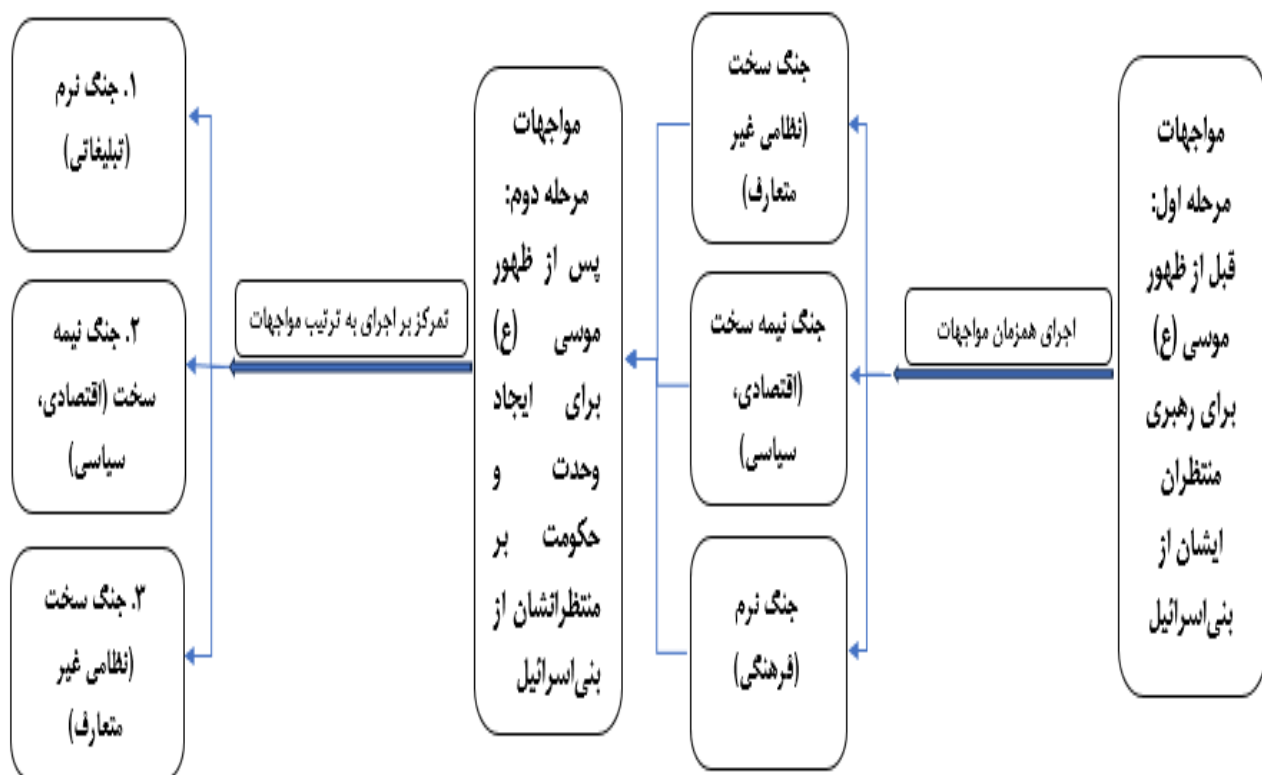 مواجهات
مرحله اول:
قبل از ظهور
موسی (ع)
برای رهبری
منتظران
ایشان از
بنی‌اسرائیل
اجرای همزمان مواجهات
جنگ سخت
(نظامی غیر
متعارف)
جنگ نیمه سخت
(اقتصادی،
سیاسی)
جنگ نرم
(فرهنگی)
مواجهات
مرحله دوم:
پس از ظهور
موسی (ع)
برای ایجاد
وحدت و
حکومت بر
منتظرانشان از
بنی‌اسرائیل
تمرکز بر اجرای به ترتیب مواجهات
۱. جنگ نرم
(تبلیغاتی)
۲. جنگ نیمه
سخت (اقتصادی،
سیاسی)
۳. جنگ سخت
(نظامی غیر
متعارف)